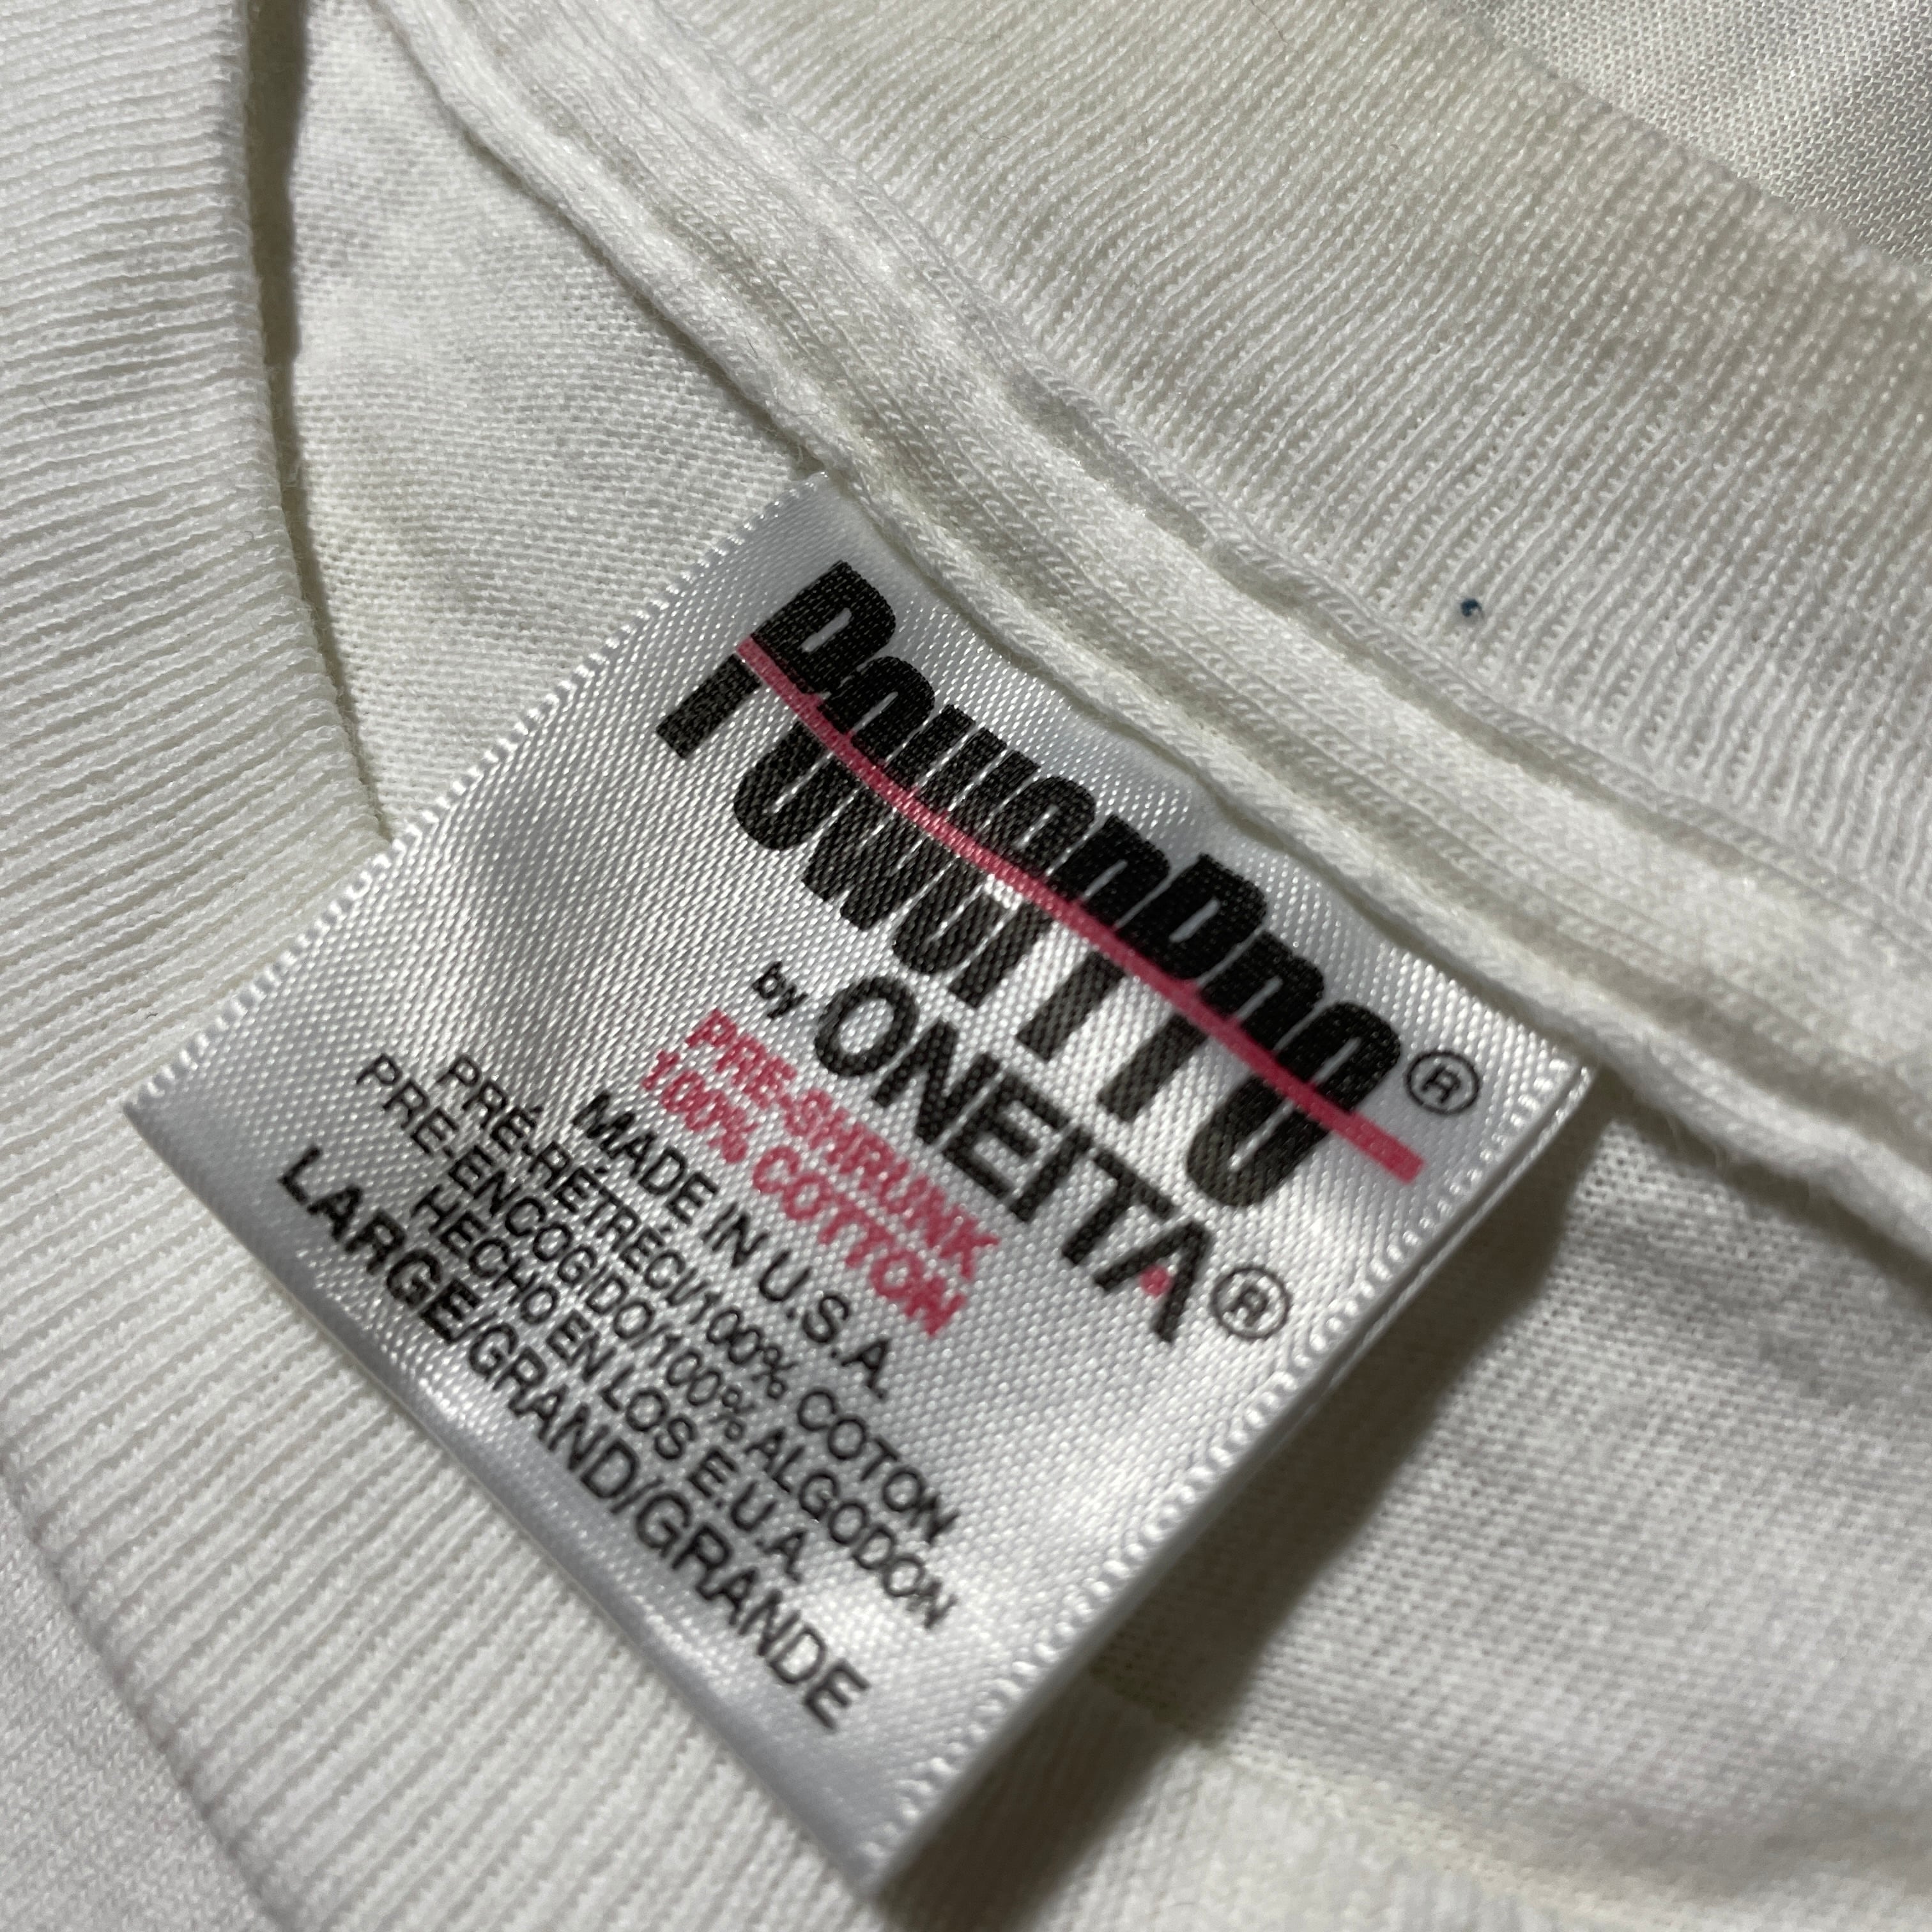 PowerPro®
by ONEITA®
PRE-SHRUNK
100% COTTON
MADE IN U.S.A.
PRÉ-RÉTRÉCI/100% COTON
PRE-ENCOGIDO/100% ALGODON
HECHO EN LOS E.U.A.
LARGE/GRAND/GRANDE